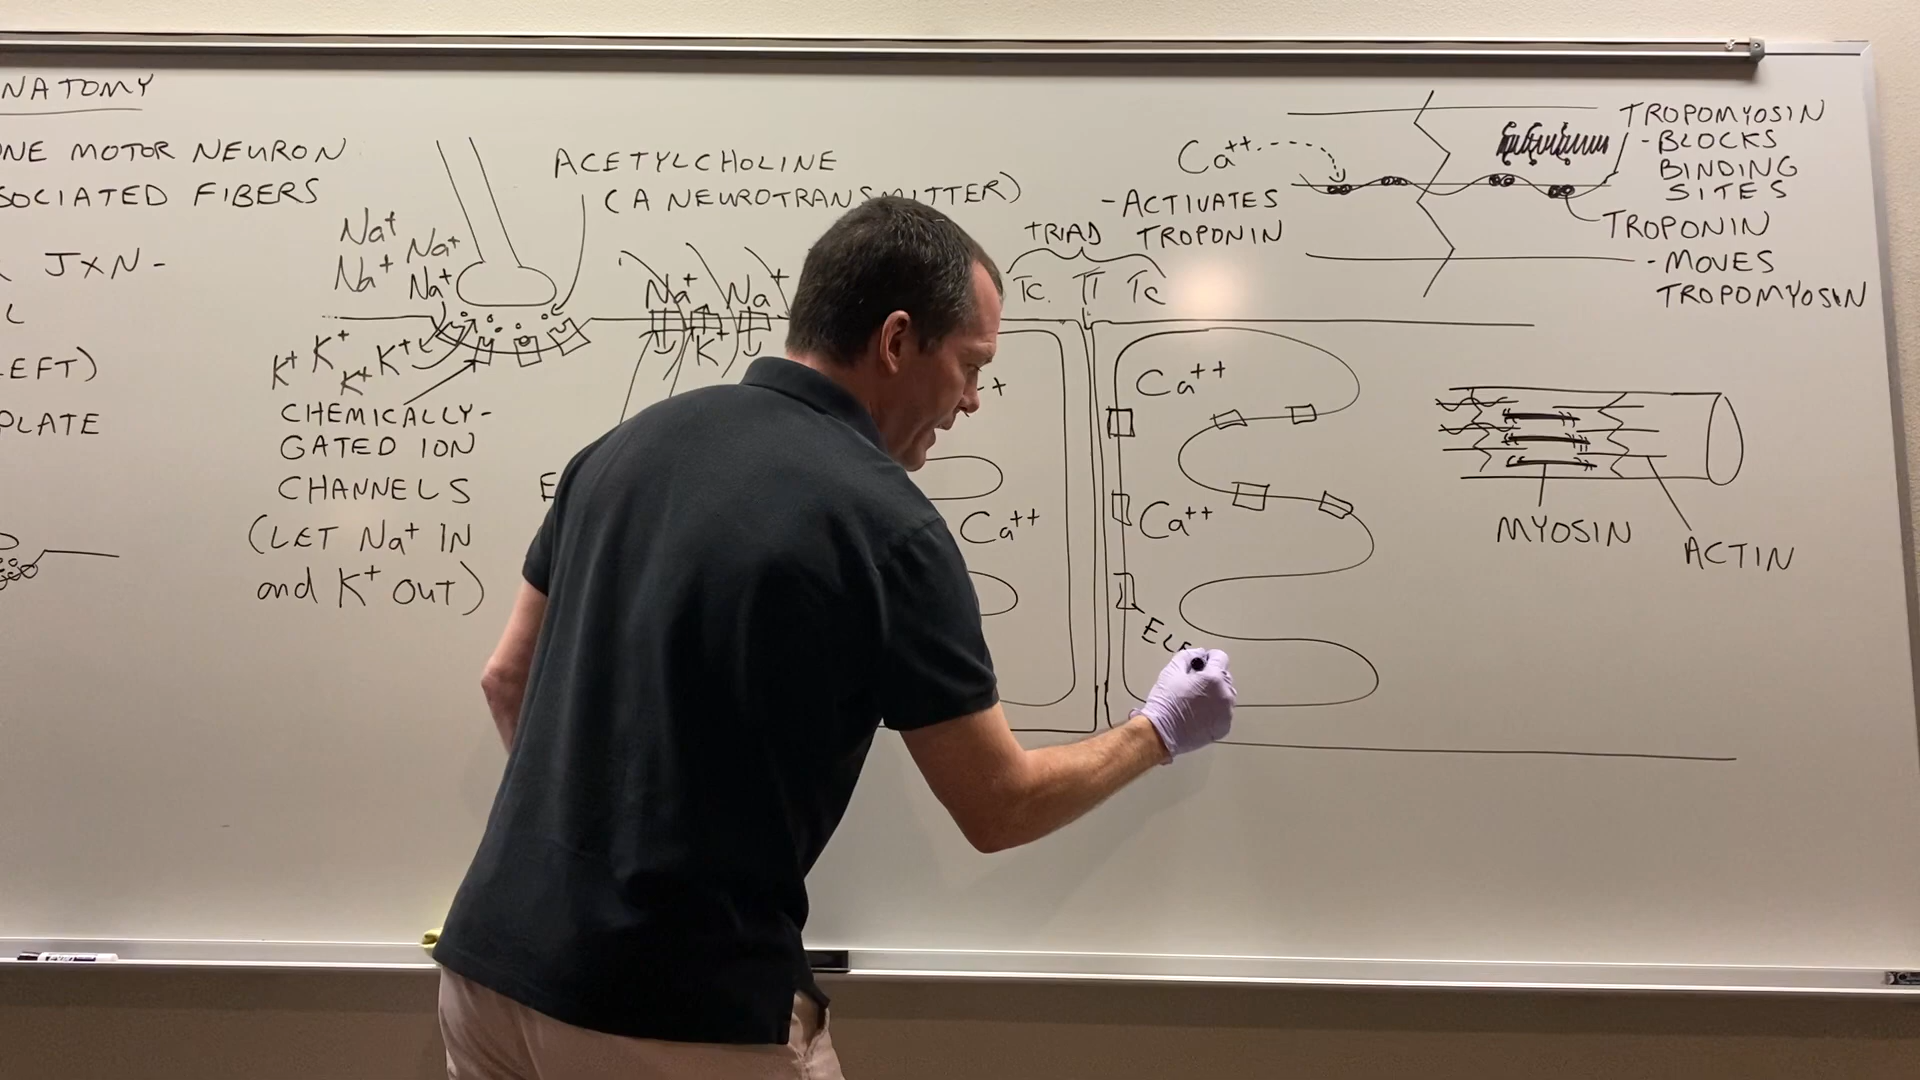 NATOMY
ONE MOTOR NEURON
SOCIATED FIBERS
JXN-
L
EFT)
PLATE
ACETYLCHOLINE
(A NEUROTRANSMITTER)
Na+
Na+
Na+
Na+
K+
K+
K+
K+
CHEMICALLY-
GATED ION
CHANNELS
(LET Na+ IN
and K+ OUT)
Na+
Na+
K+
E
TRIAD
TC TT TC
Ca++
-ACTIVATES
TROPONIN
TROPOMYOSIN
-BLOCKS
BINDING
SITES
TROPONIN
-MOVES
TROPOMYOSIN
+
Ca++
Ca++
Ca++
ELE
MYOSIN
ACTIN